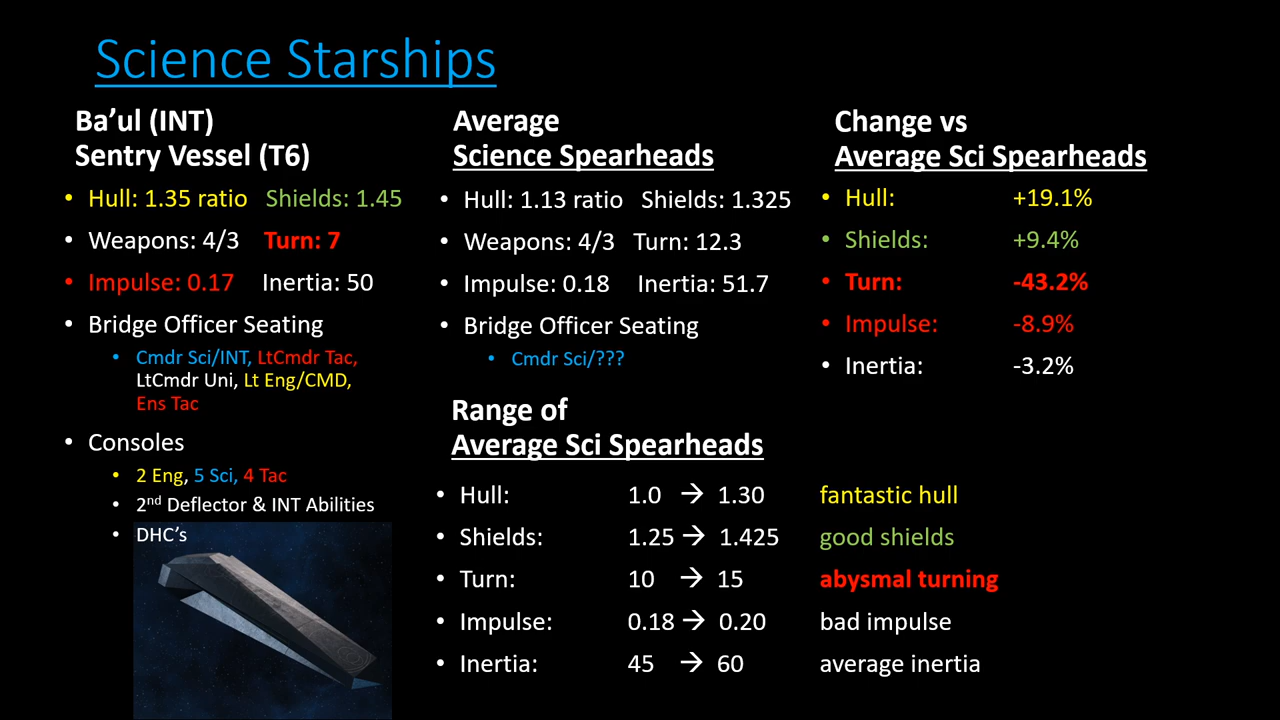 Science Starships
Ba’ul (INT)
Sentry Vessel (T6)
• Hull: 1.35 ratio Shields: 1.45
• Weapons: 4/3 Turn: 7
• Impulse: 0.17 Inertia: 50
• Bridge Officer Seating
• Cmdr Sci/INT, LtCmdr Tac,
LtCmdr Uni, Lt Eng/CMD,
Ens Tac
• Consoles
• 2 Eng, 5 Sci, 4 Tac
• 2nd Deflector & INT Abilities
• DHC’s
Average
Science Spearheads
• Hull: 1.13 ratio Shields: 1.325
• Weapons: 4/3 Turn: 12.3
• Impulse: 0.18 Inertia: 51.7
• Bridge Officer Seating
• Cmdr Sci/???
Change vs
Average Sci Spearheads
• Hull: +19.1%
• Shields: +9.4%
• Turn: -43.2%
• Impulse: -8.9%
• Inertia: -3.2%
Range of
Average Sci Spearheads
• Hull: 1.0 → 1.30 fantastic hull
• Shields: 1.25 → 1.425 good shields
• Turn: 10 → 15 abysmal turning
• Impulse: 0.18 → 0.20 bad impulse
• Inertia: 45 → 60 average inertia